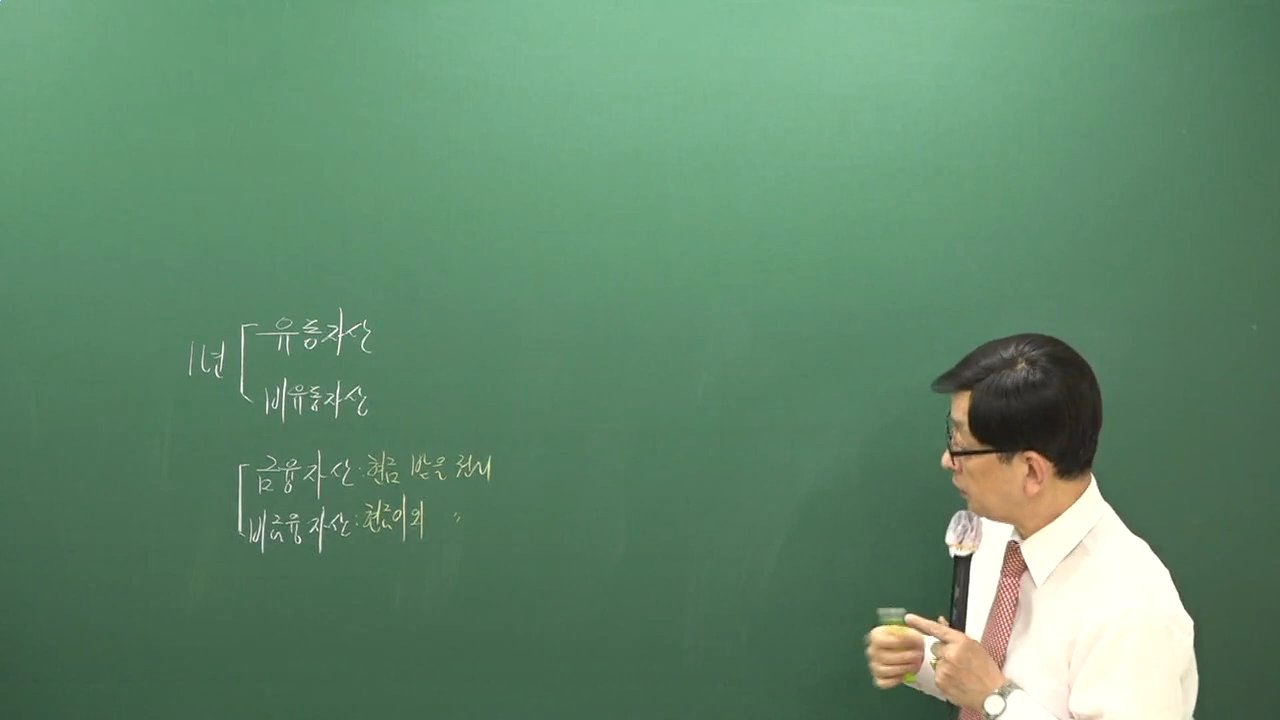 1년
유동자산
비유동자산
금융자산 : 현금 받을 권리
비금융자산 : 현금이외 〃